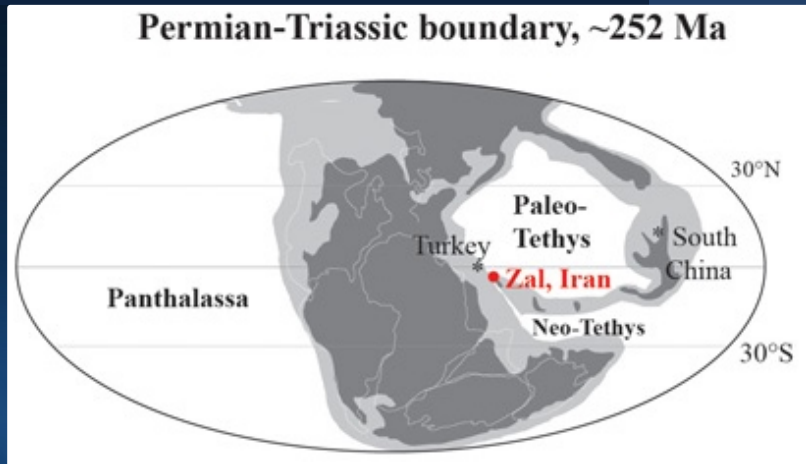 Permian-Triassic boundary, ~252 Ma
30°N
Paleo-
Tethys
Turkey
*
* South
China
Zal, Iran
Panthalassa
Neo-Tethys
30°S